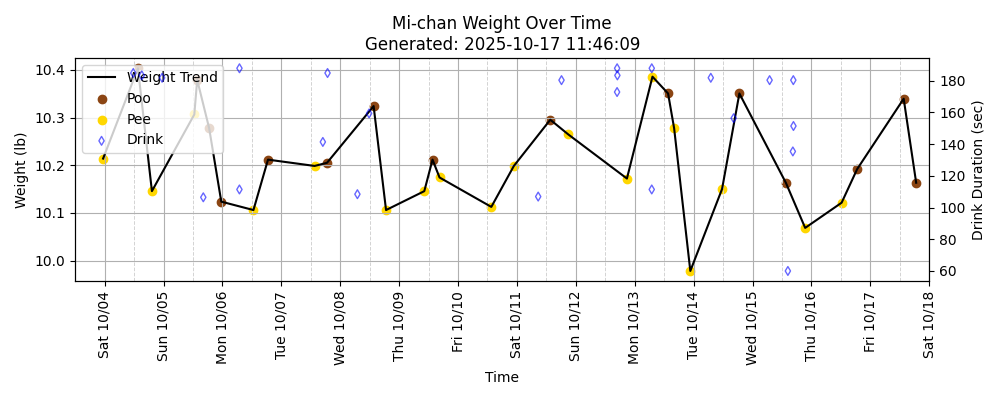 Mi-chan Weight Over Time
Generated: 2025-10-17 11:46:09
Weight (lb)
10.4
10.3
10.2
10.1
10.0
Weight Trend
Poo
Pee
Drink
180
160
140
120
100
80
60
Drink Duration (sec)
Sat 10/04
Sun 10/05
Mon 10/06
Tue 10/07
Wed 10/08
Thu 10/09
Fri 10/10
Sat 10/11
Sun 10/12
Mon 10/13
Tue 10/14
Wed 10/15
Thu 10/16
Fri 10/17
Sat 10/18
Time